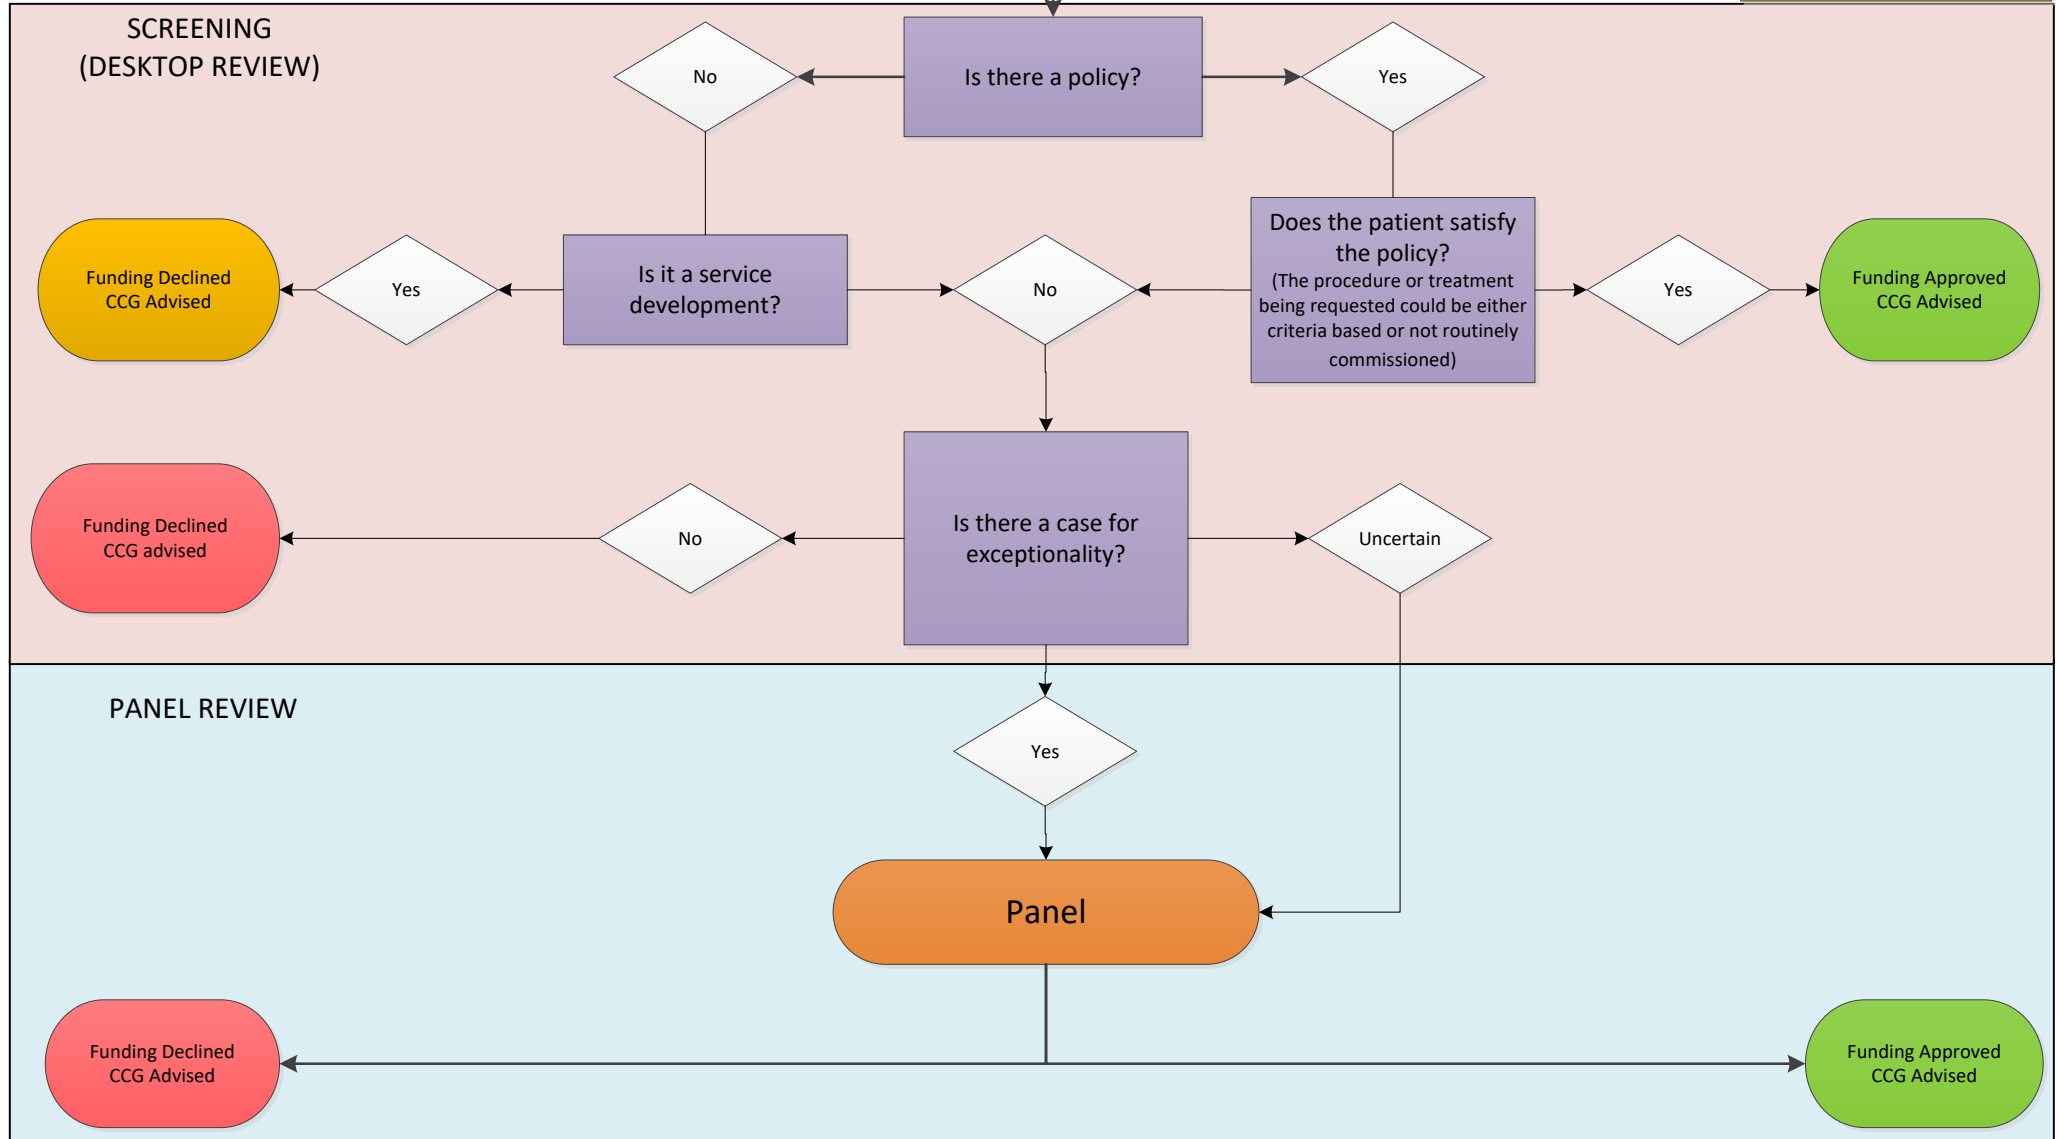 SCREENING
(DESKTOP REVIEW)
No
Is there a policy?
Yes
Funding Declined
CCG Advised
Yes
Is it a service
development?
No
Does the patient satisfy
the policy?
(The procedure or treatment
being requested could be either
criteria based or not routinely
commissioned)
Yes
Funding Approved
CCG Advised
Funding Declined
CCG advised
No
Is there a case for
exceptionality?
Uncertain
PANEL REVIEW
Yes
Panel
Funding Declined
CCG Advised
Funding Approved
CCG Advised